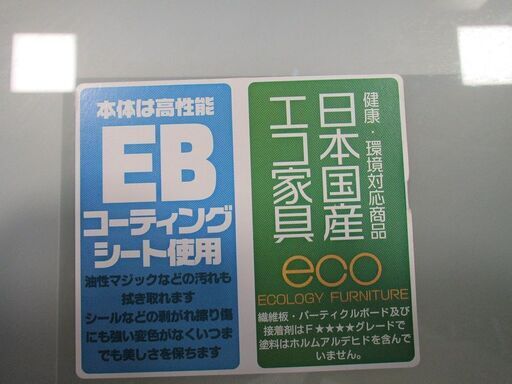 本体は高性能
EB
コーティング
シート使用
油性マジックなどの汚れも
拭き取れます
シールなどの剥がれ擦り傷
にも強い変色がなくいつま
でも美しさを保ちます
健康・環境対応商品
日本国産
エコ家具
eco
ECOLOGY FURNITURE
繊維板・パーティクルボード及び
接着剤はF★★★★グレードで
塗料はホルムアルデヒドを含んで
いません。